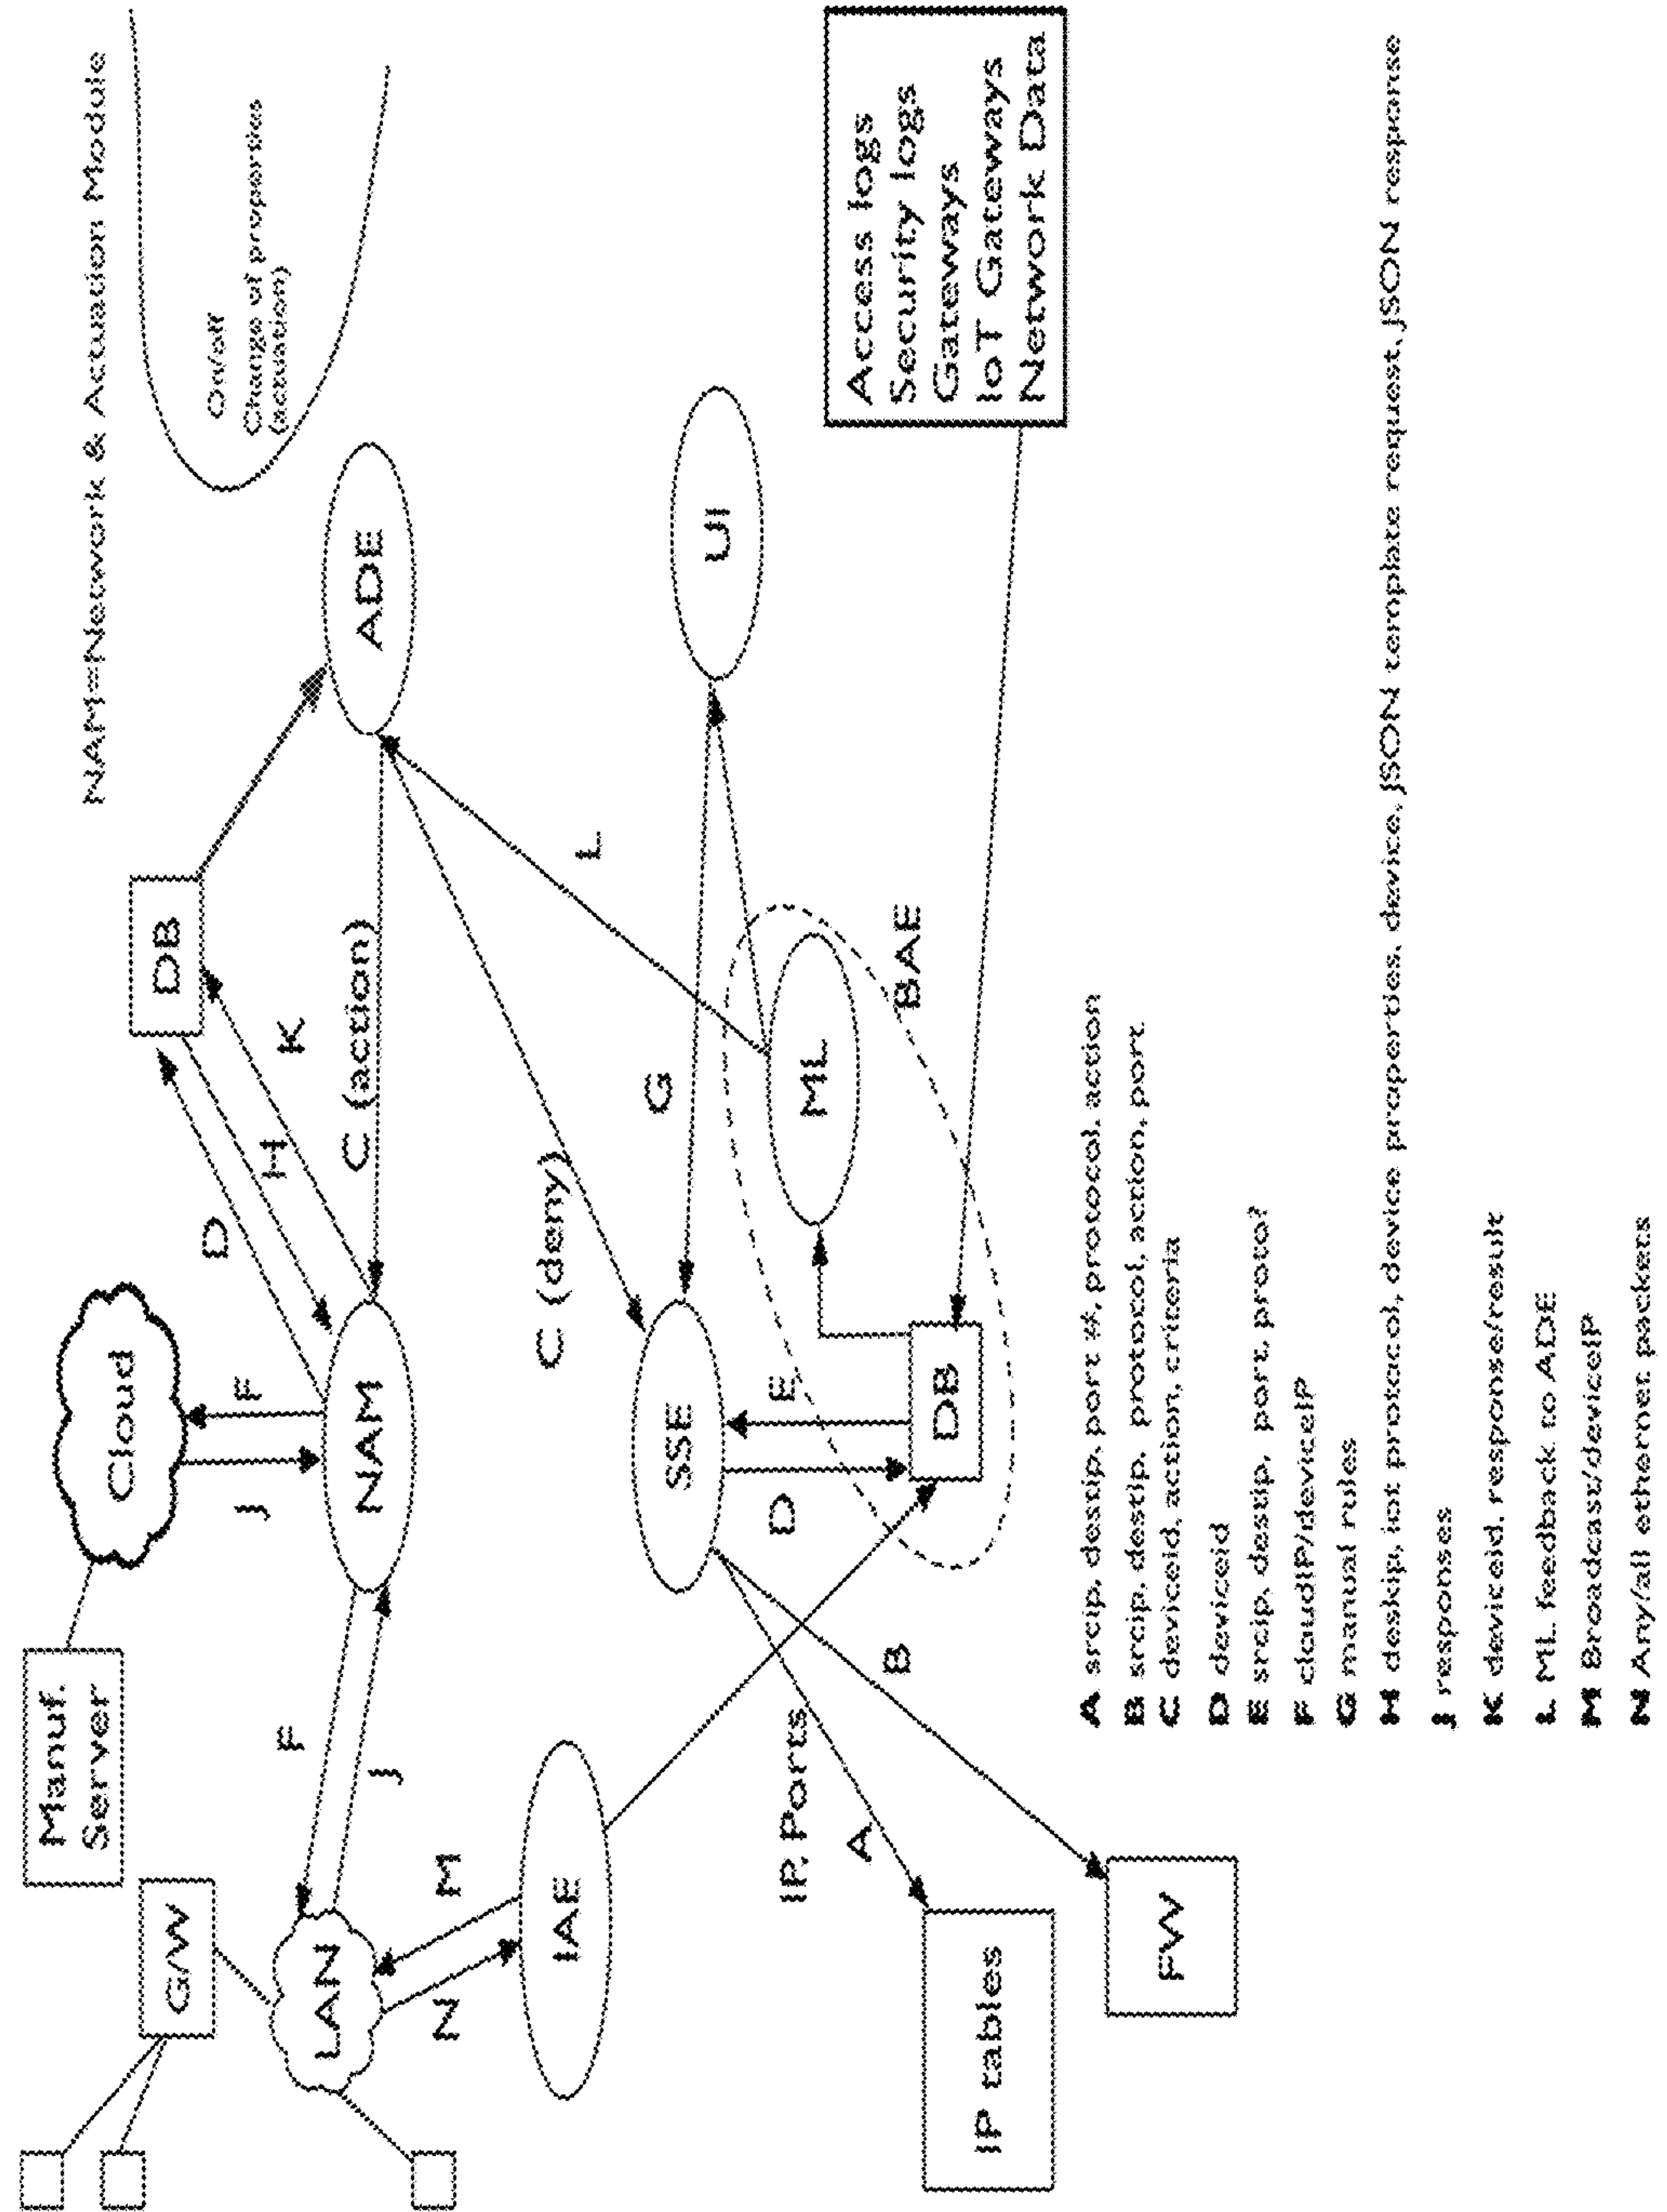 Manuf.
Server
Cloud
NAM=Network & Actuation Module
G/W
DB
On/off
Change of properties
(actuation)
D
F
J
H
K
F
J
LAN
NAM
C (action)
ADE
M
N
IAE
C (deny)
L
G
SSE
UI
D
E
ML
IP, Ports
A
B
DB
BAE
Access logs
Security logs
Gateways
IoT Gateways
Network Data
IP tables
FW
A srcip, destip, port #, protocol, action
B srcip, destip, protocol, action, port
C deviceid, action, criteria
D deviceid
E srcip, destip, port, proto?
F cloudIP/deviceIP
G manual rules
H destip, iot protocol, device properties, device, JSON template request, JSON response
J responses
K deviceid, response/result
L ML feedback to ADE
M Broadcast/deviceIP
N Any/all ethernet packets